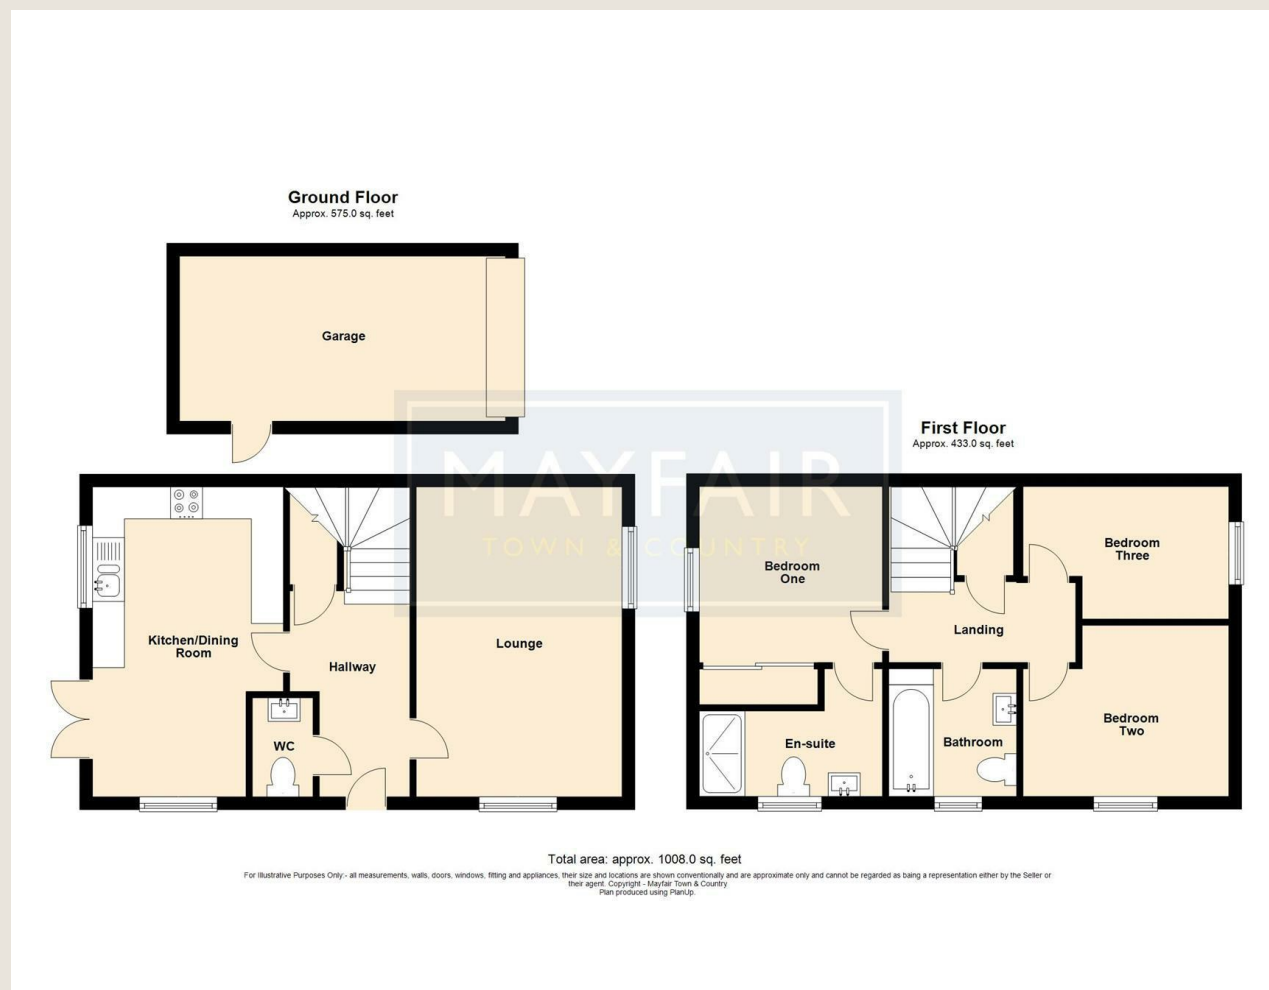 Ground Floor
Approx. 575.0 sq. feet
Garage
MAYFAIR
TOWN & COUNTRY
Kitchen/Dining
Room
Hallway
Lounge
WC
First Floor
Approx. 433.0 sq. feet
Bedroom
One
Bedroom
Three
Landing
Bedroom
Two
En-suite
Bathroom
Total area: approx. 1008.0 sq. feet
For Illustrative Purposes Only:- all measurements, walls, doors, windows, fitting and appliances, their size and locations are shown conventionally and are approximate only and cannot be regarded as being a representation either by the Seller or
their agent. Copyright - Mayfair Town & Country
Plan produced using PlanUp.